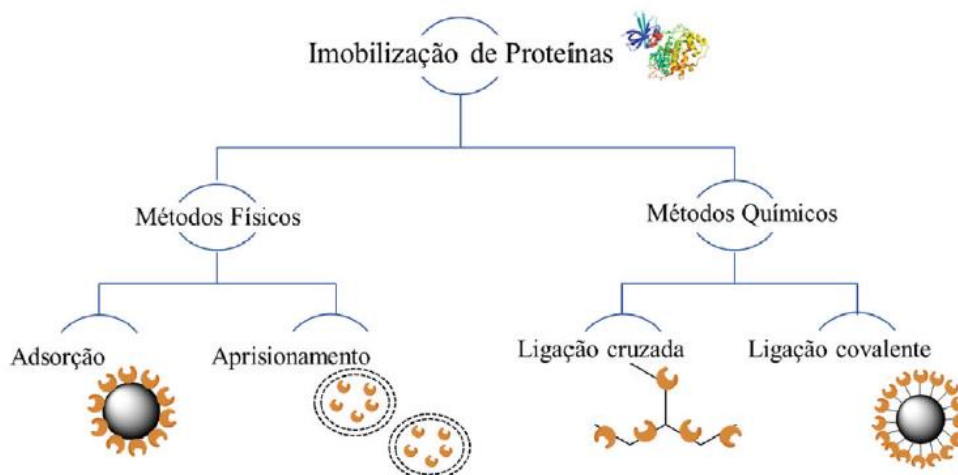 Imobilização de Proteínas
Métodos Físicos
Métodos Químicos
Adsorção
Aprisionamento
Ligação cruzada
Ligação covalente